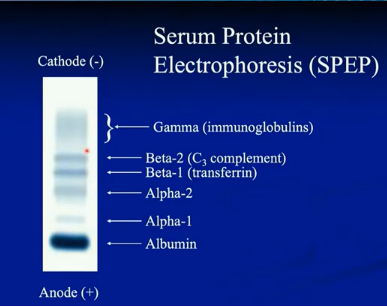 Serum Protein
Electrophoresis (SPEP)
Cathode (-)
Gamma (immunoglobulins)
Beta-2 (C₃ complement)
Beta-1 (transferrin)
Alpha-2
Alpha-1
Albumin
Anode (+)